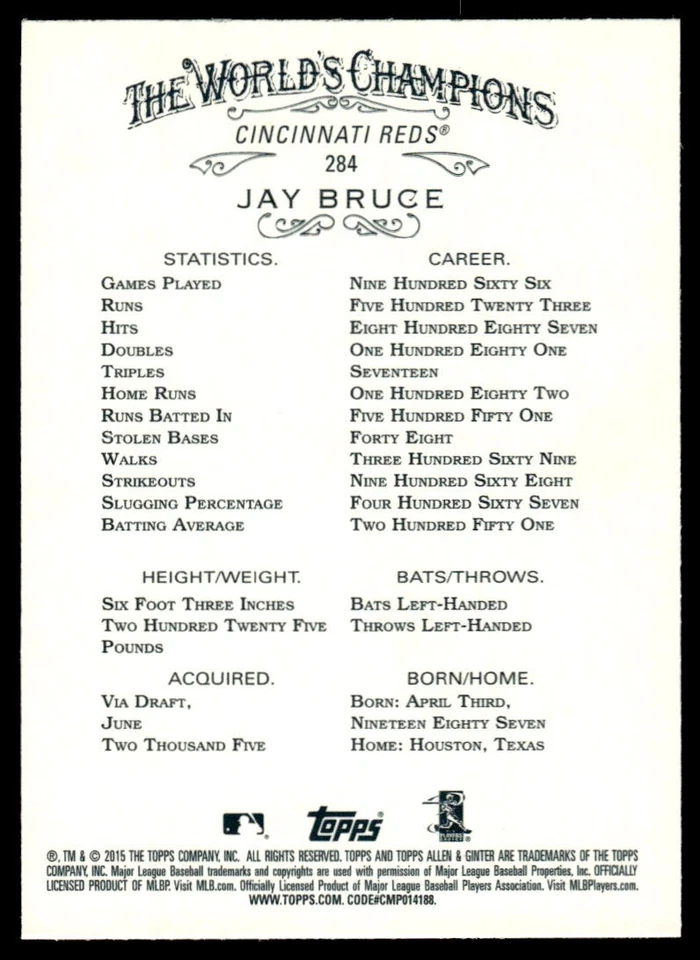 THE WORLD'S CHAMPIONS
CINCINNATI REDS®
284
JAY BRUCE
STATISTICS. CAREER.
GAMES PLAYED NINE HUNDRED SIXTY SIX
RUNS FIVE HUNDRED TWENTY THREE
HITS EIGHT HUNDRED EIGHTY SEVEN
DOUBLES ONE HUNDRED EIGHTY ONE
TRIPLES SEVENTEEN
HOME RUNS ONE HUNDRED EIGHTY TWO
RUNS BATTED IN FIVE HUNDRED FIFTY ONE
STOLEN BASES FORTY EIGHT
WALKS THREE HUNDRED SIXTY NINE
STRIKEOUTS NINE HUNDRED SIXTY EIGHT
SLUGGING PERCENTAGE FOUR HUNDRED SIXTY SEVEN
BATTING AVERAGE TWO HUNDRED FIFTY ONE
HEIGHT/WEIGHT. BATS/THROWS.
SIX FOOT THREE INCHES BATS LEFT-HANDED
TWO HUNDRED TWENTY FIVE THROWS LEFT-HANDED
POUNDS
ACQUIRED. BORN/HOME.
VIA DRAFT, BORN: APRIL THIRD,
JUNE NINETEEN EIGHTY SEVEN
TWO THOUSAND FIVE HOME: HOUSTON, TEXAS
topps®
®, TM & © 2015 THE TOPPS COMPANY, INC. ALL RIGHTS RESERVED. TOPPS AND TOPPS ALLEN & GINTER ARE TRADEMARKS OF THE TOPPS
COMPANY, INC. Major League Baseball trademarks and copyrights are used with permission of Major League Baseball Properties, Inc. OFFICIALLY
LICENSED PRODUCT OF MLBP. Visit MLB.com. Officially Licensed Product of Major League Baseball Players Association. Visit MLBPlayers.com.
WWW.TOPPS.COM. CODE#CMP014188.